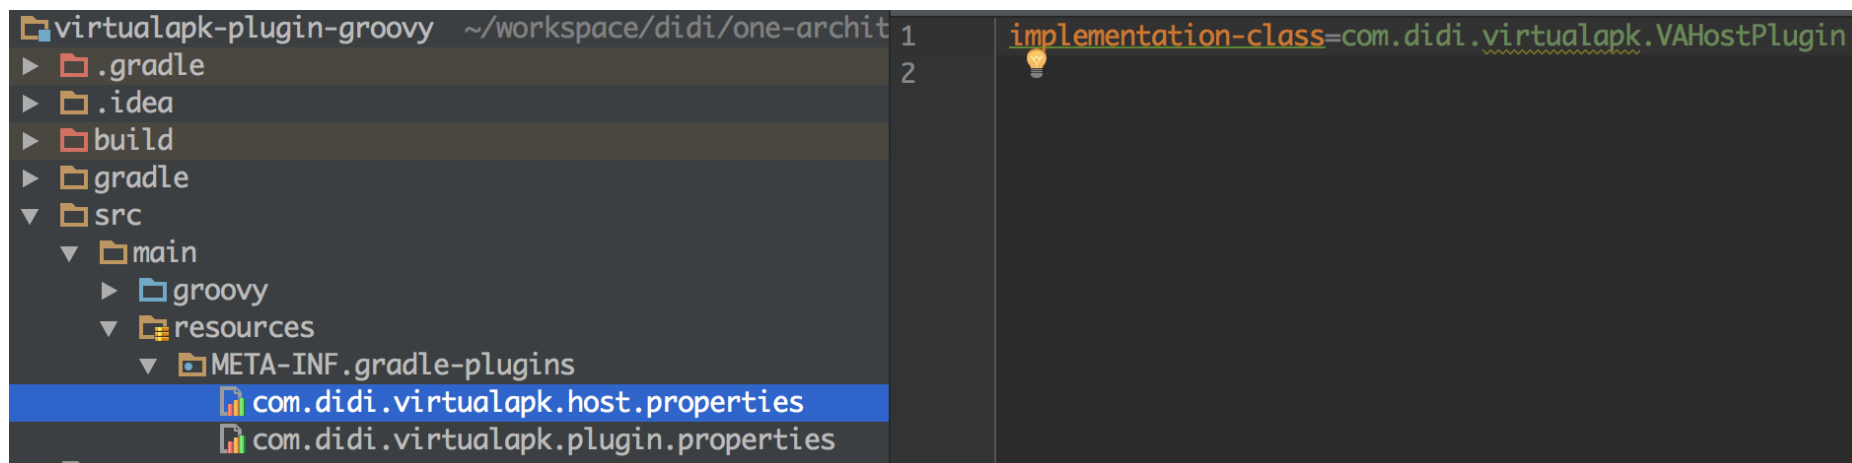 virtualapk-plugin-groovy ~/workspace/didi/one-archit
.gradle
.idea
build
gradle
src
main
groovy
resources
META-INF.gradle-plugins
com.didi.virtualapk.host.properties
com.didi.virtualapk.plugin.properties
1 implementation-class=com.didi.virtualapk.VAHostPlugin
2